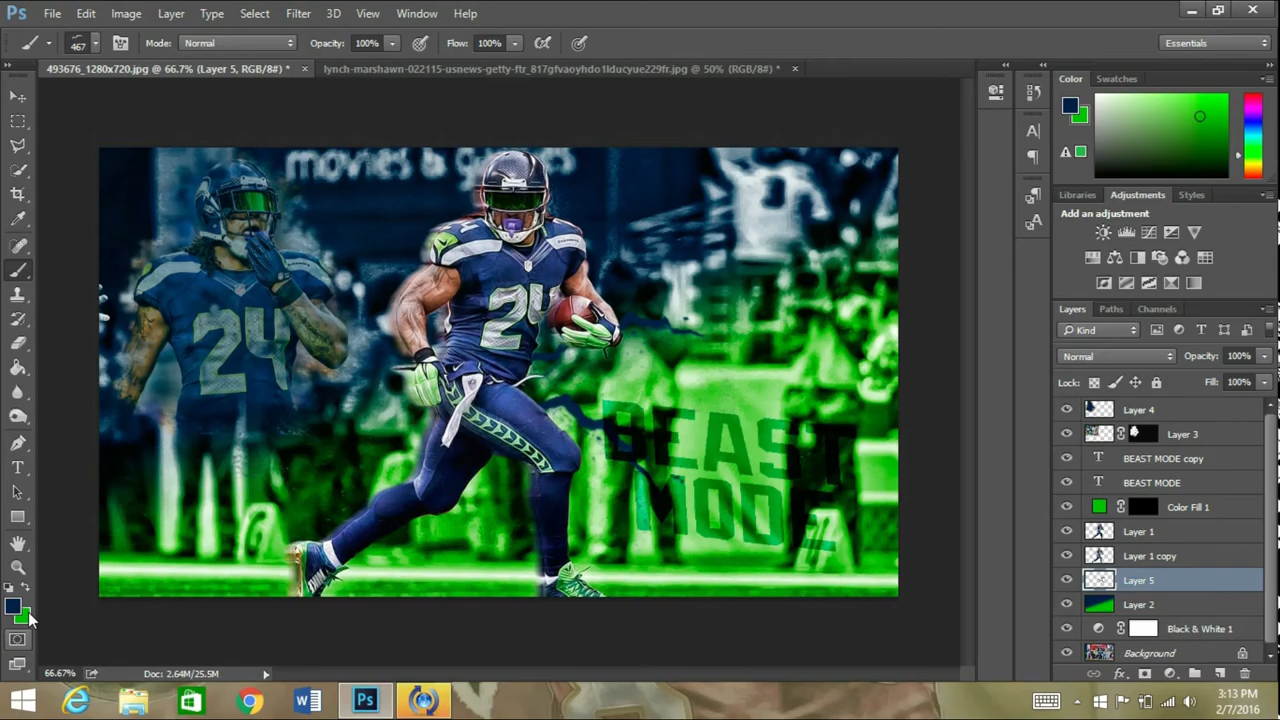 Ps File Edit Image Layer Type Select Filter 3D View Window Help
467 Mode: Normal Opacity: 100% Flow: 100% Essentials
493676_1280x720.jpg @ 66.7% (Layer 5, RGB/8#) * × lynch-marshawn-022115-usnews-getty-ftr_817gfvaoyhdo1lducyue229fr.jpg @ 50% (RGB/8#) * ×
Color Swatches
movies & games
24
24
BEAST
MODE
Libraries Adjustments Styles
Add an adjustment
Layers Paths Channels
Kind
Normal Opacity: 100%
Lock: Fill: 100%
Layer 4
Layer 3
T BEAST MODE copy
T BEAST MODE
Color Fill 1
Layer 1
Layer 1 copy
Layer 5
Layer 2
Black & White 1
Background
66.67% Doc: 2.64M/25.5M
3:13 PM
2/7/2016